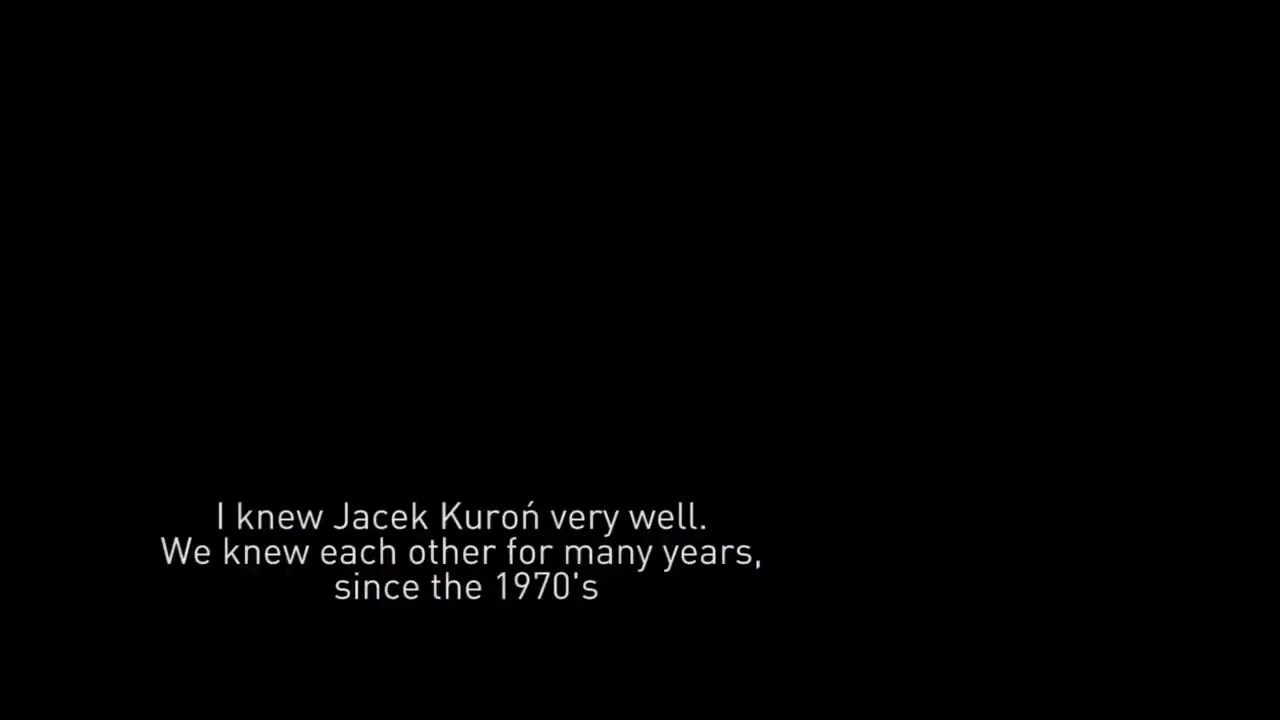 I knew Jacek Kuroń very well.
We knew each other for many years,
since the 1970's